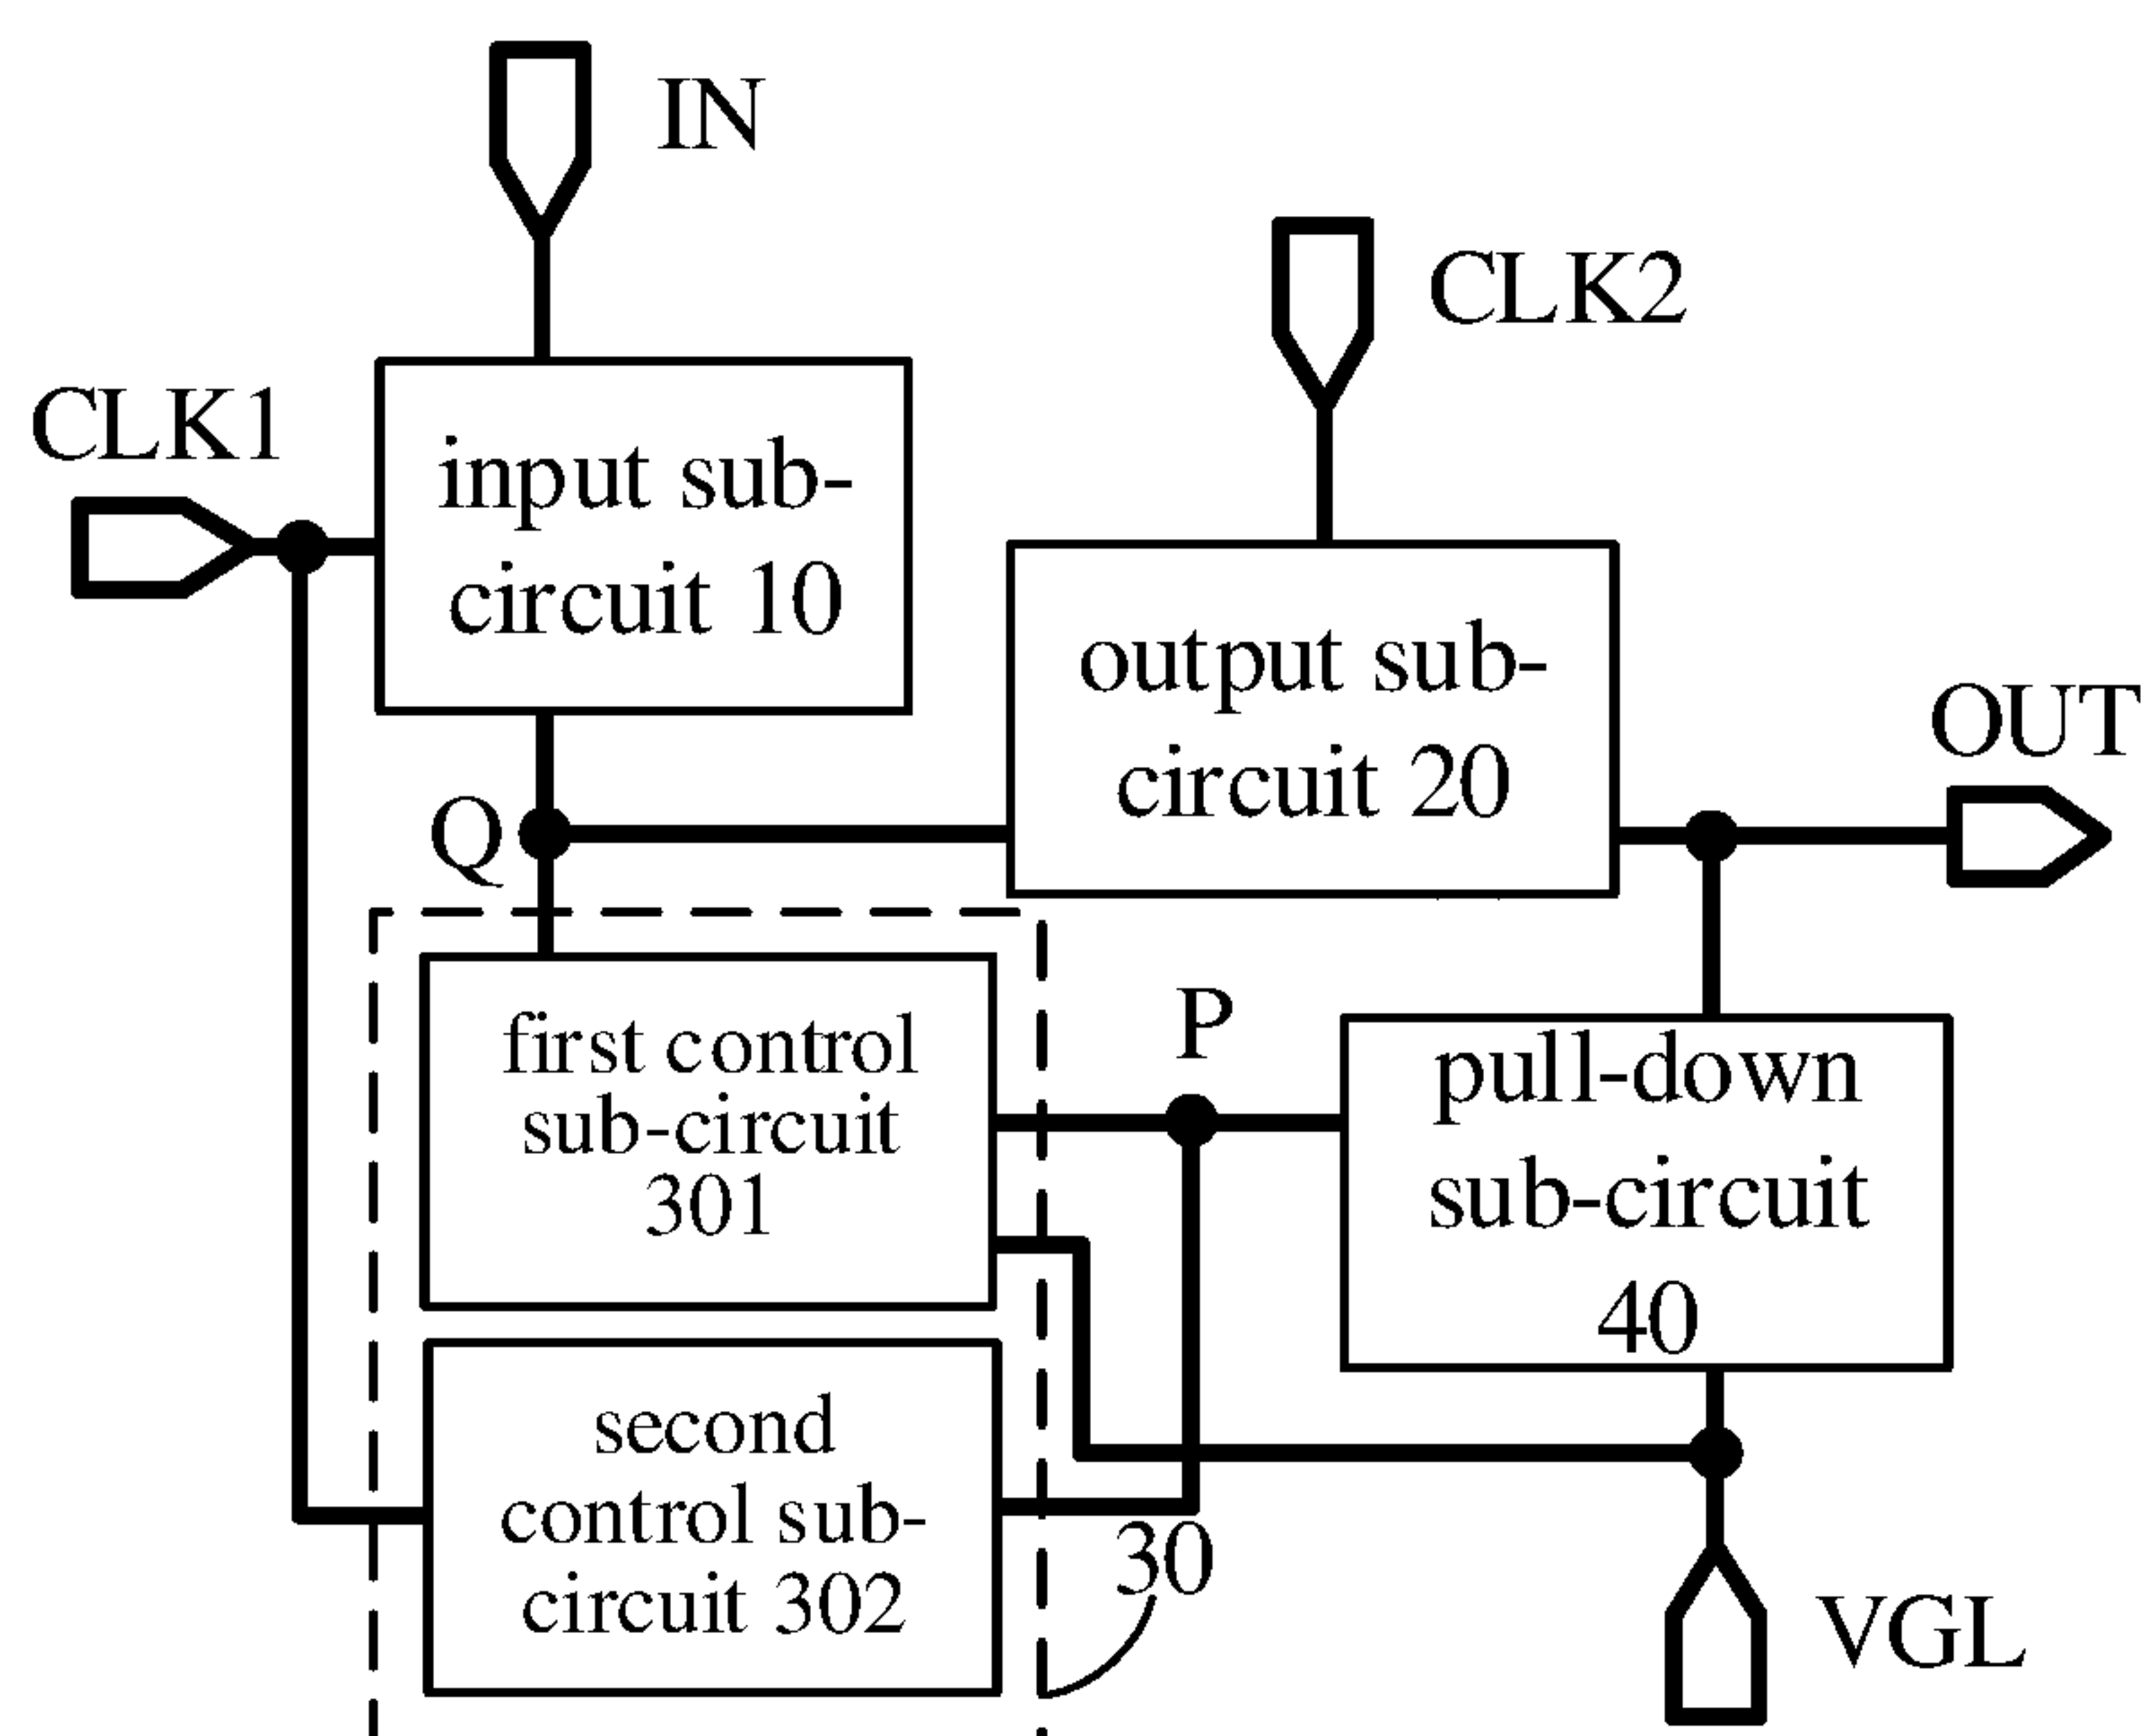 IN
CLK2
CLK1
input sub-
circuit 10
output sub-
circuit 20
OUT
Q
first control
sub-circuit
301
P
pull-down
sub-circuit
40
second
control sub-
circuit 302
30
VGL